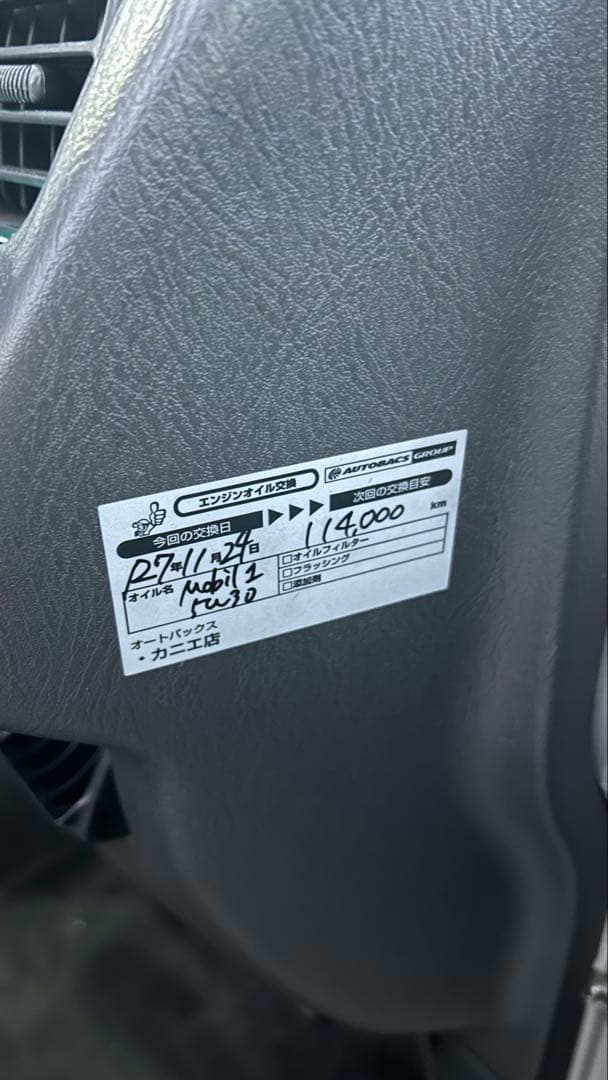 エンジンオイル交換
AUTOBACS GROUP
今回の交換日 ▶▶▶ 次回の交換目安
27年11月24日 114,000 km
オイル名 Mobil 1
5W30
□オイルフィルター
□フラッシング
□添加剤
オートバックス
・カニエ店